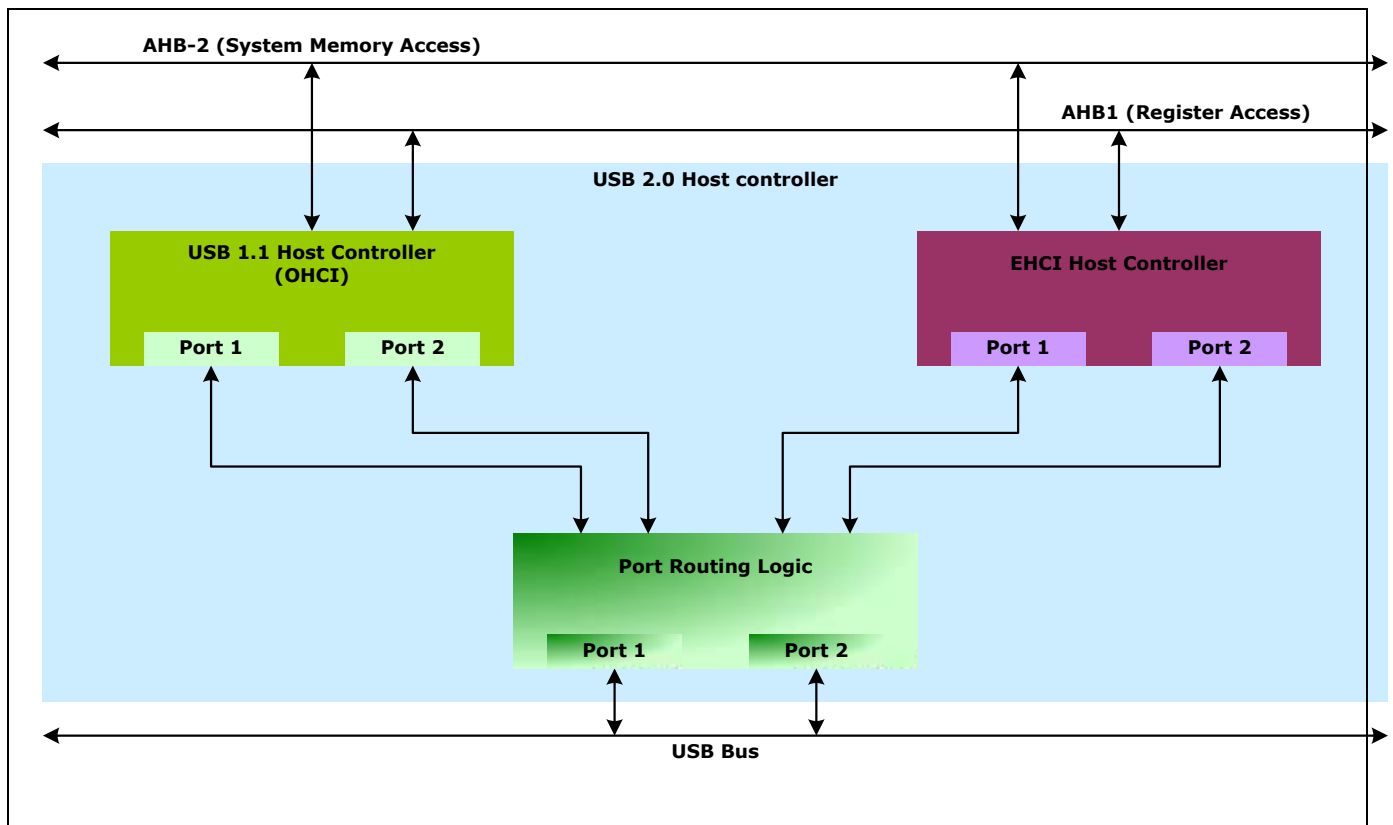 AHB-2 (System Memory Access)
AHB1 (Register Access)
USB 2.0 Host controller
USB 1.1 Host Controller
(OHCI)
EHCI Host Controller
Port 1
Port 2
Port 1
Port 2
Port Routing Logic
Port 1
Port 2
USB Bus